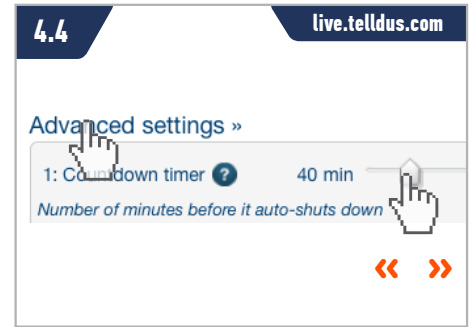 4.4
live.telldus.com
Advanced settings »
1: Countdown timer ? 40 min
Number of minutes before it auto-shuts down
« »